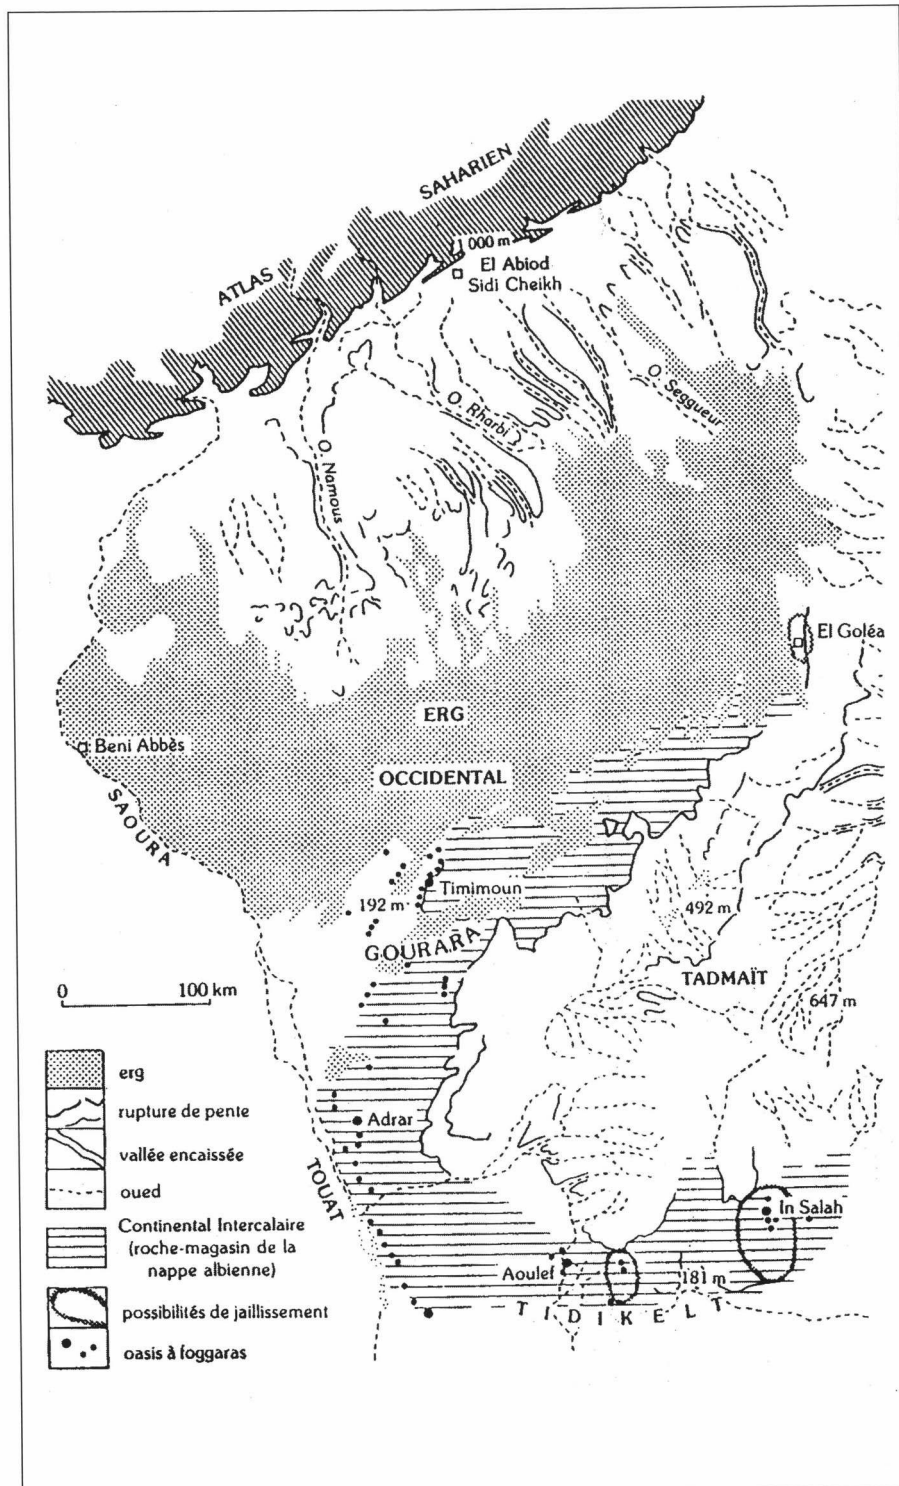 ATLAS
SAHARIEN
1 000 m
El Abiod
Sidi Cheikh
O. Namous
O. Rharbi
O. Seggueur
El Goléa
ERG
OCCIDENTAL
Beni Abbès
SAOURA
Timimoun
192 m
GOURARA
492 m
TADMAÏT
647 m
0 100 km
Adrar
TOUAT
In Salah
Aoulef
181 m
TIDIKELT
erg
rupture de pente
vallée encaissée
oued
Continental Intercalaire
(roche-magasin de la
nappe albienne)
possibilités de jaillissement
oasis à foggaras